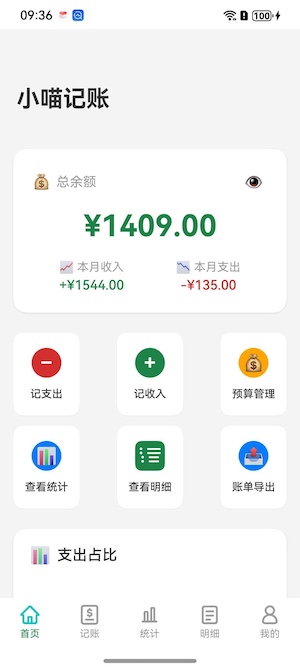 09:36
100
小喵记账
总余额
¥1409.00
本月收入 本月支出
+¥1544.00 -¥135.00
记支出 记收入 预算管理
查看统计 查看明细 账单导出
支出占比
首页 记账 统计 明细 我的